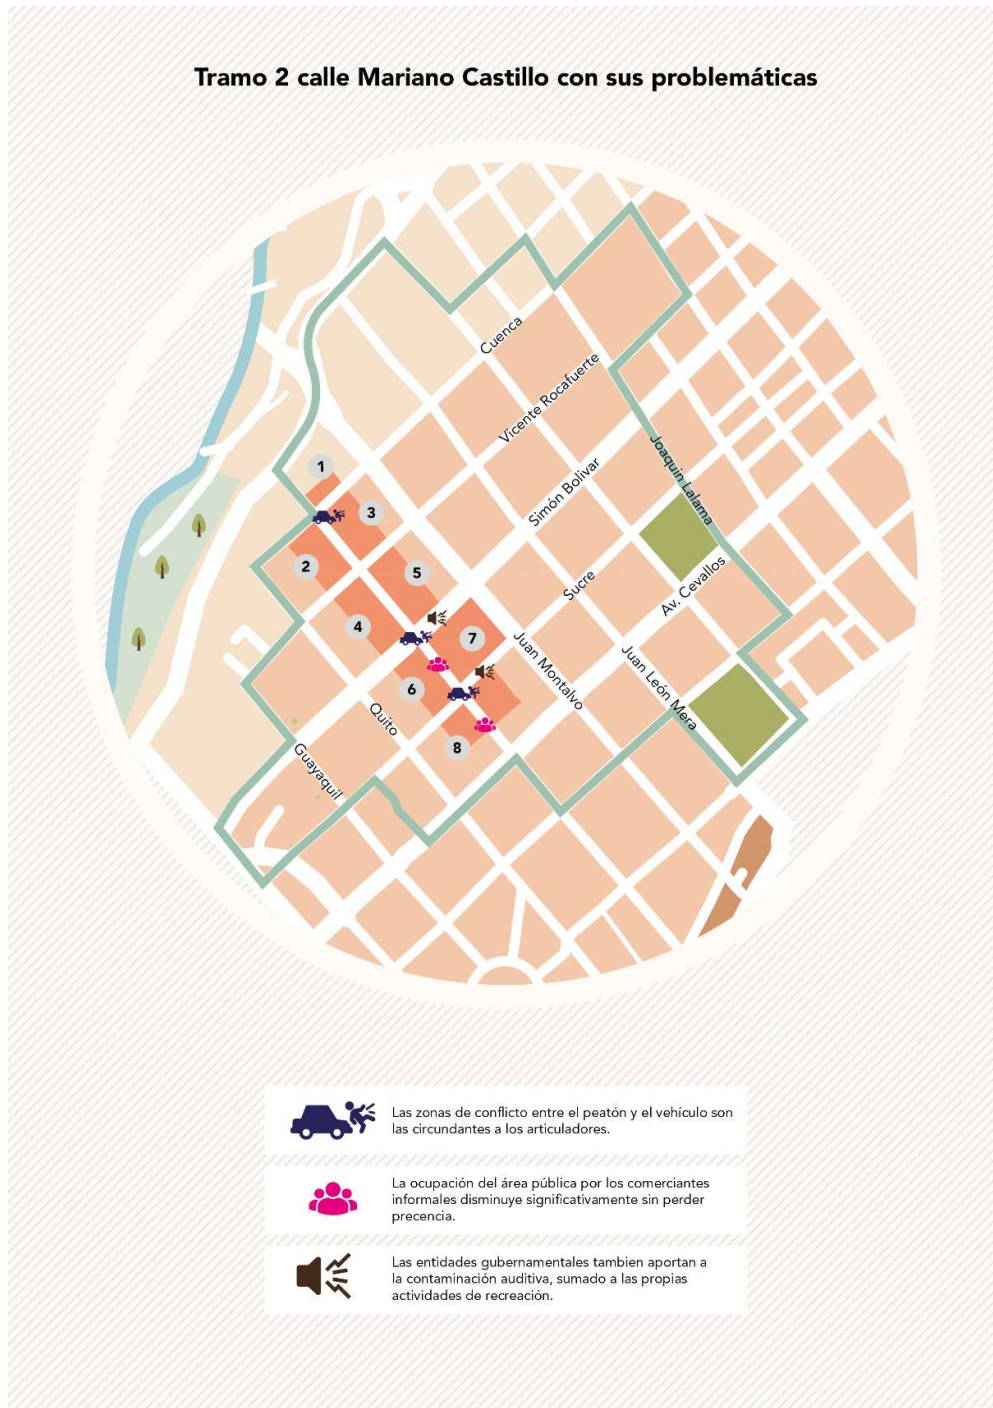 Tramo 2 calle Mariano Castillo con sus problemáticas
Cuenca
Vicente Rocafuerte
Joaquin Lalama
1
Simón Bolivar
3
2
5
Sucre
Av. Cevallos
4
7
Juan Montalvo
Juan León Mera
6
Quito
8
Guayaquil
Las zonas de conflicto entre el peatón y el vehículo son
las circundantes a los articuladores.
La ocupación del área pública por los comerciantes
informales disminuye significativamente sin perder
precencia.
Las entidades gubernamentales tambien aportan a
la contaminación auditiva, sumado a las propias
actividades de recreación.